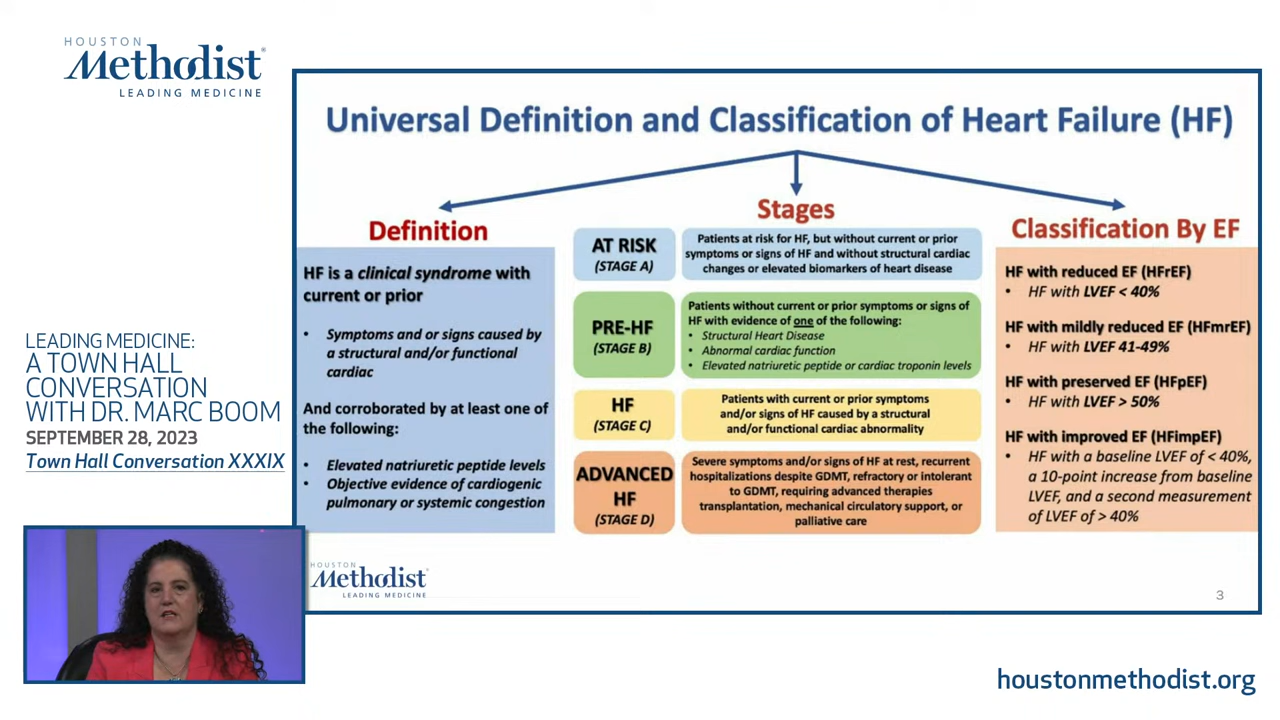 HOUSTON
Methodist
LEADING MEDICINE
LEADING MEDICINE:
A TOWN HALL
CONVERSATION
WITH DR. MARC BOOM
SEPTEMBER 28, 2023
Town Hall Conversation XXXIX
Universal Definition and Classification of Heart Failure (HF)
Definition
HF is a clinical syndrome with
current or prior
• Symptoms and or signs caused by
a structural and/or functional
cardiac
And corroborated by at least one of
the following:
• Elevated natriuretic peptide levels
• Objective evidence of cardiogenic
pulmonary or systemic congestion
Stages
AT RISK
(STAGE A)
Patients at risk for HF, but without current or prior
symptoms or signs of HF and without structural cardiac
changes or elevated biomarkers of heart disease
PRE-HF
(STAGE B)
Patients without current or prior symptoms or signs of
HF with evidence of one of the following:
• Structural Heart Disease
• Abnormal cardiac function
• Elevated natriuretic peptide or cardiac troponin levels
HF
(STAGE C)
Patients with current or prior symptoms
and/or signs of HF caused by a structural
and/or functional cardiac abnormality
ADVANCED
HF
(STAGE D)
Severe symptoms and/or signs of HF at rest, recurrent
hospitalizations despite GDMT, refractory or intolerant
to GDMT, requiring advanced therapies
transplantation, mechanical circulatory support, or
palliative care
Classification By EF
HF with reduced EF (HFrEF)
• HF with LVEF < 40%
HF with mildly reduced EF (HFmrEF)
• HF with LVEF 41-49%
HF with preserved EF (HFpEF)
• HF with LVEF > 50%
HF with improved EF (HFimpEF)
• HF with a baseline LVEF of < 40%,
a 10-point increase from baseline
LVEF, and a second measurement
of LVEF of > 40%
HOUSTON
Methodist
LEADING MEDICINE
3
houstonmethodist.org